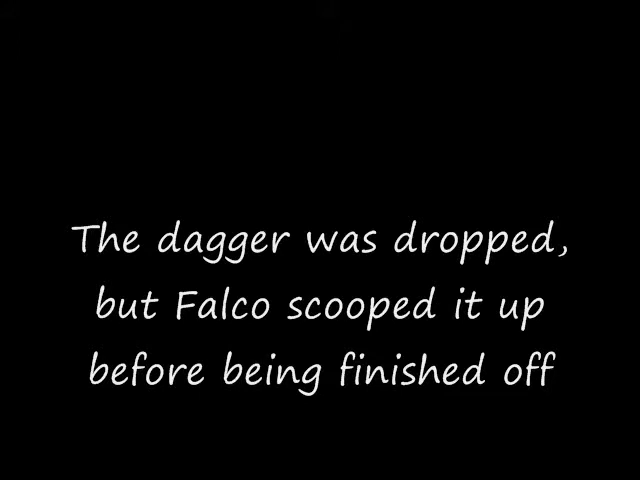 The dagger was dropped,
but Falco scooped it up
before being finished off